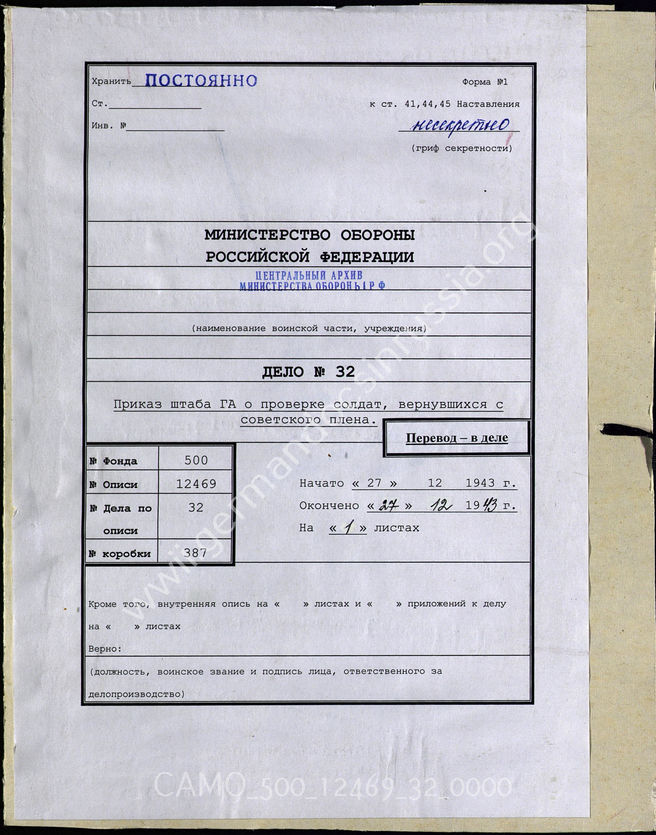 Хранить ПОСТОЯННО
Форма №1
Ст.
к ст. 41,44,45 Наставления
Инв. №
несекретно
(гриф секретности)
МИНИСТЕРСТВО ОБОРОНЫ
РОССИЙСКОЙ ФЕДЕРАЦИИ
ЦЕНТРАЛЬНЫЙ АРХИВ
МИНИСТЕРСТВА ОБОРОНЫ РФ
(наименование воинской части, учреждения)
ДЕЛО № 32
Приказ штаба ГА о проверке солдат, вернувшихся с
советского плена.
Перевод – в деле
№ Фонда 500
№ Описи 12469
№ Дела по 32
описи
№ коробки 387
Начато « 27 » 12 1943 г.
Окончено « 27 » 12 1943 г.
На « 1 » листах
Кроме того, внутренняя опись на « » листах и « » приложений к делу
на « » листах
Верно:
(должность, воинское звание и подпись лица, ответственного за
делопроизводство)
www.germandocsinrussia.org
CAMO_500_12469_32_0000